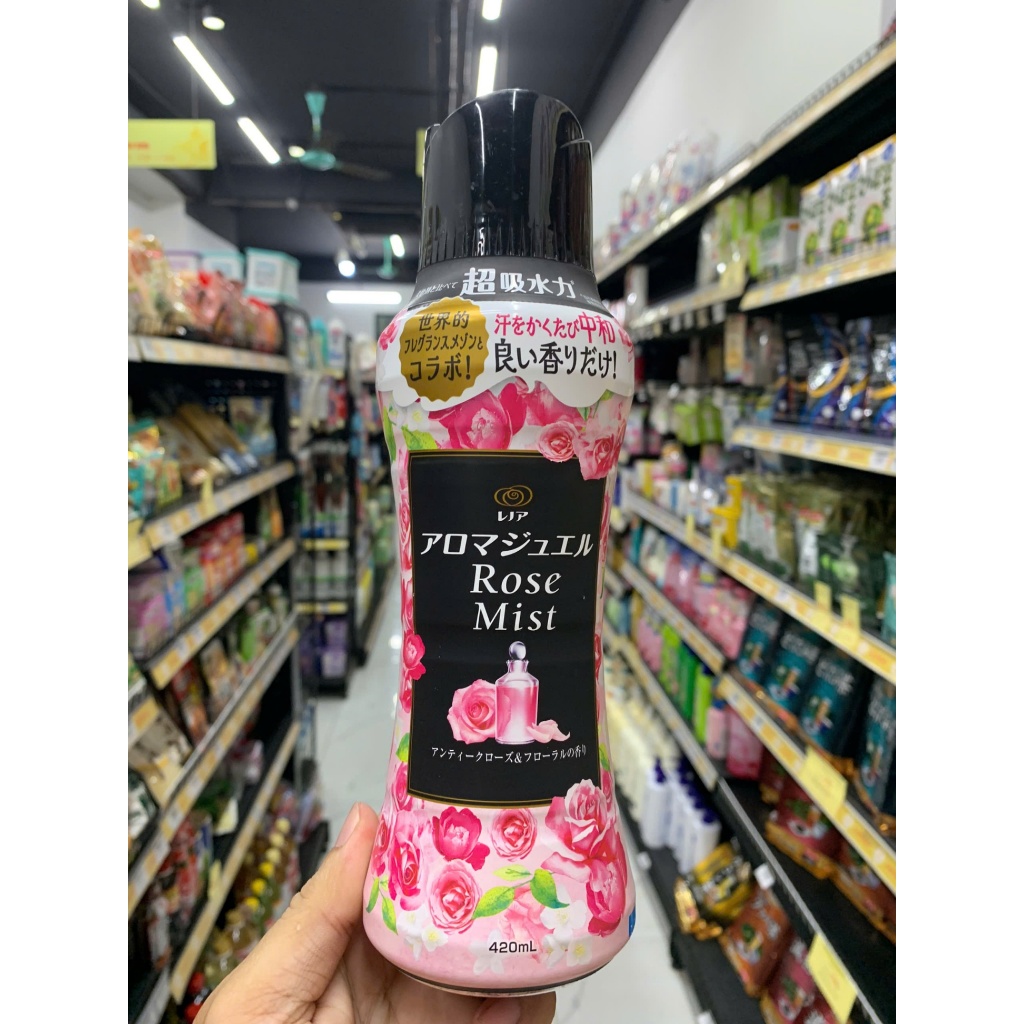 超吸水力
世界的
フレグランスメゾンと
コラボ!
汗をかくたび中和
良い香りだけ!
レノア
アロマジュエル
Rose
Mist
アンティークローズ&フローラルの香り
420mL